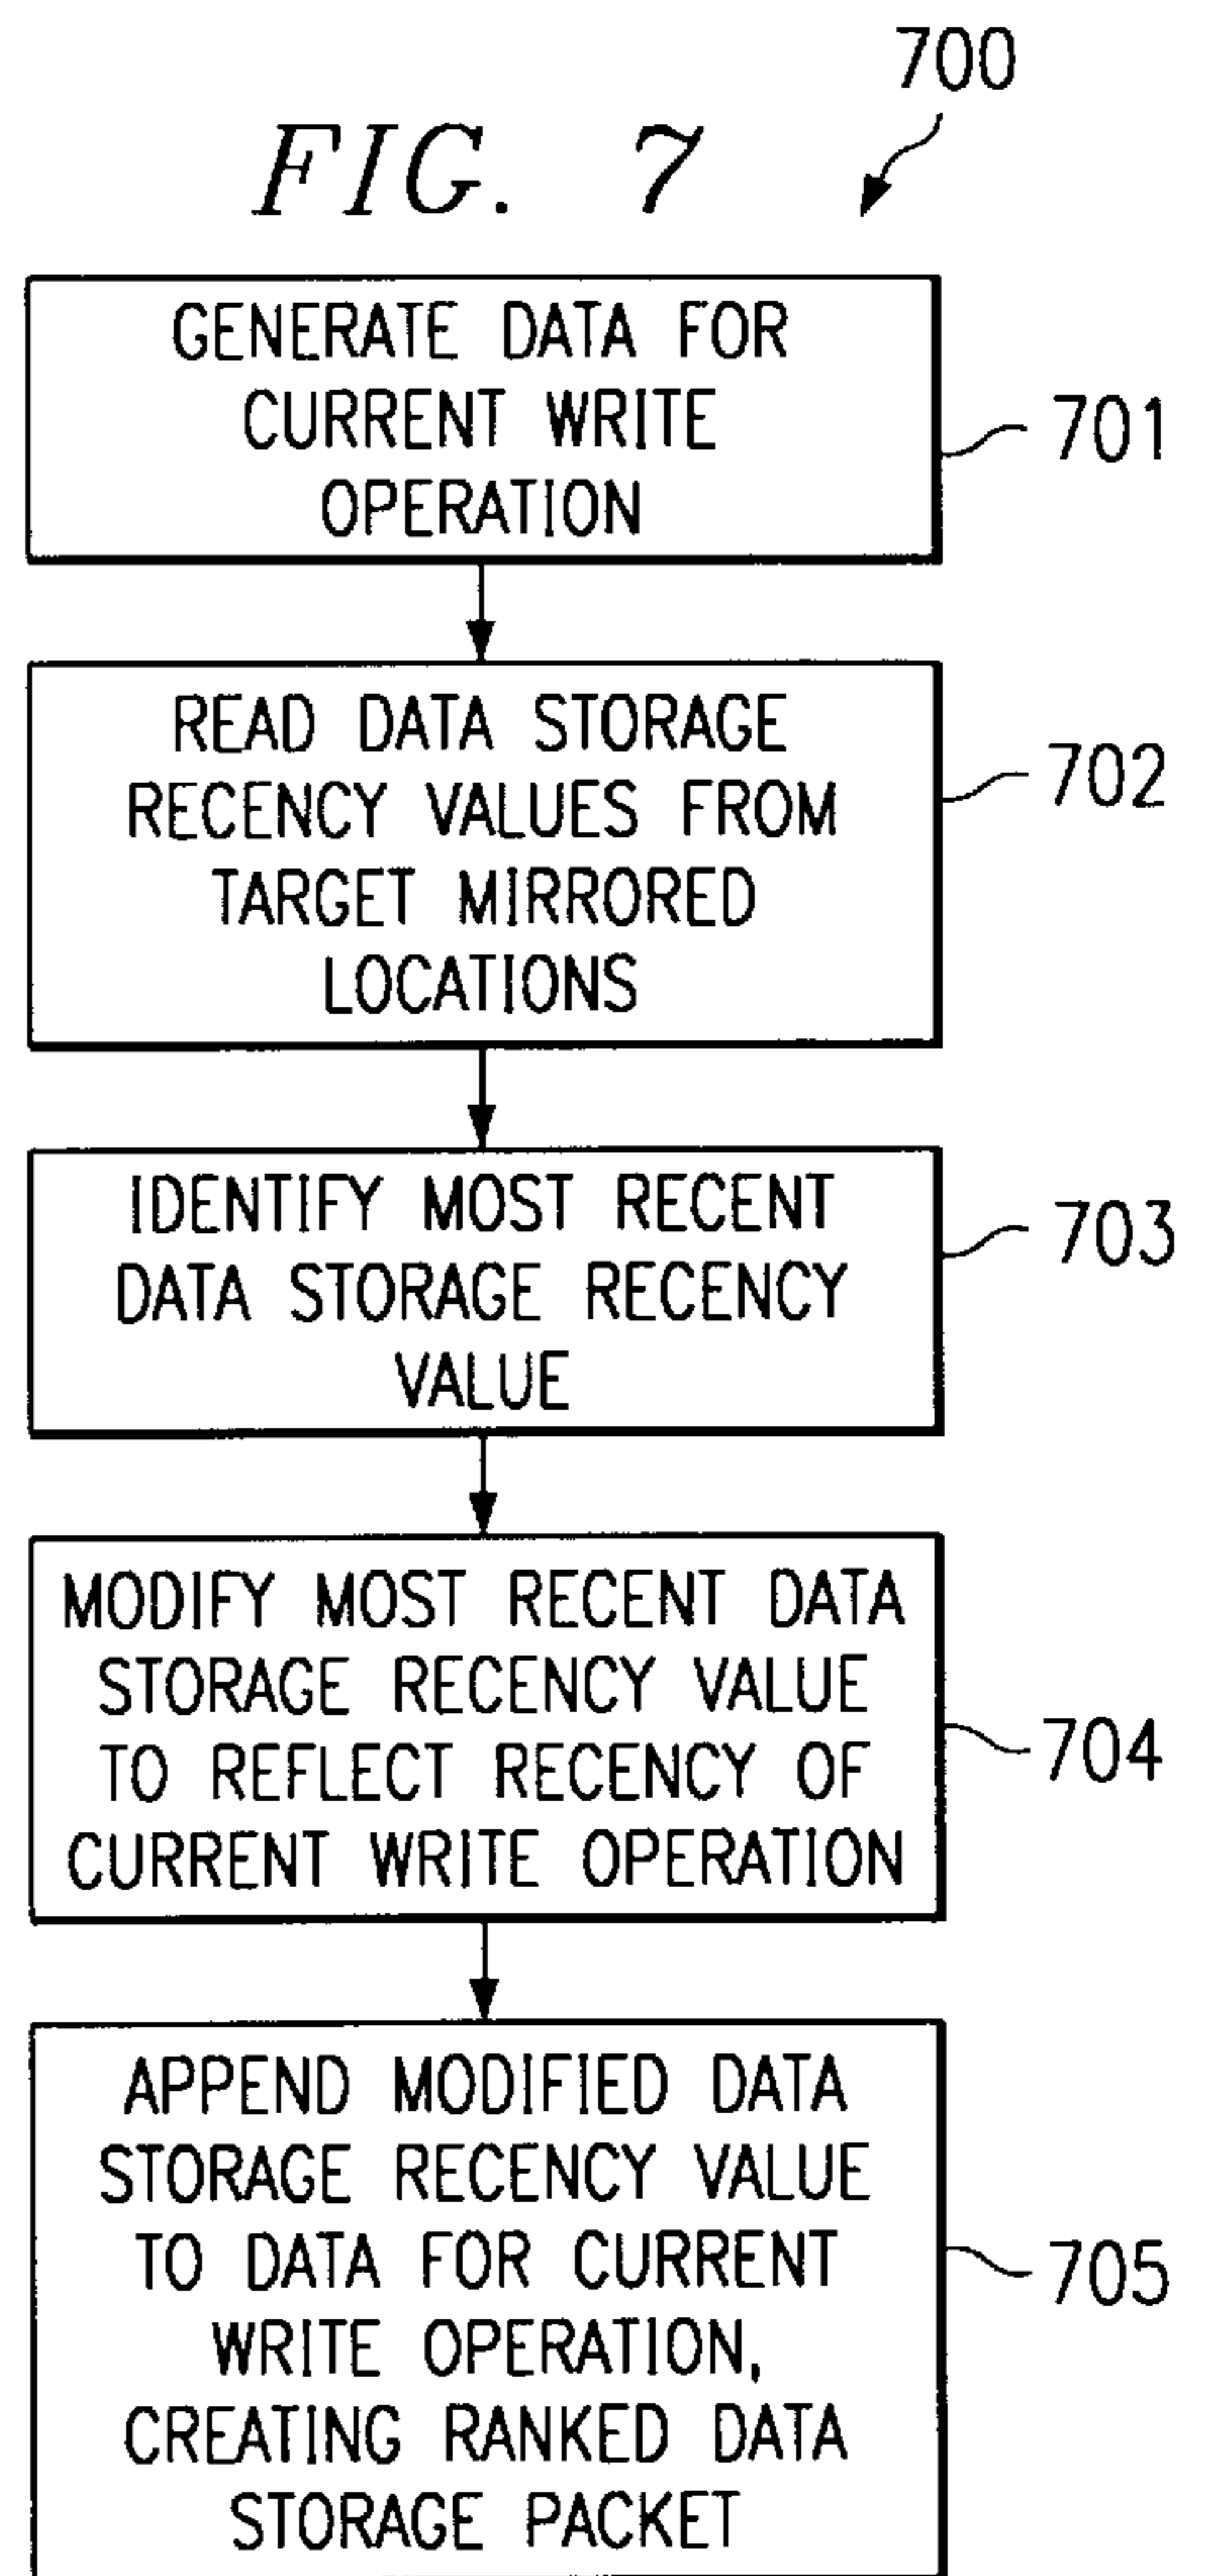 700
FIG. 7
GENERATE DATA FOR
CURRENT WRITE
OPERATION
701
READ DATA STORAGE
RECENCY VALUES FROM
TARGET MIRRORED
LOCATIONS
702
IDENTIFY MOST RECENT
DATA STORAGE RECENCY
VALUE
703
MODIFY MOST RECENT DATA
STORAGE RECENCY VALUE
TO REFLECT RECENCY OF
CURRENT WRITE OPERATION
704
APPEND MODIFIED DATA
STORAGE RECENCY VALUE
TO DATA FOR CURRENT
WRITE OPERATION,
CREATING RANKED DATA
STORAGE PACKET
705